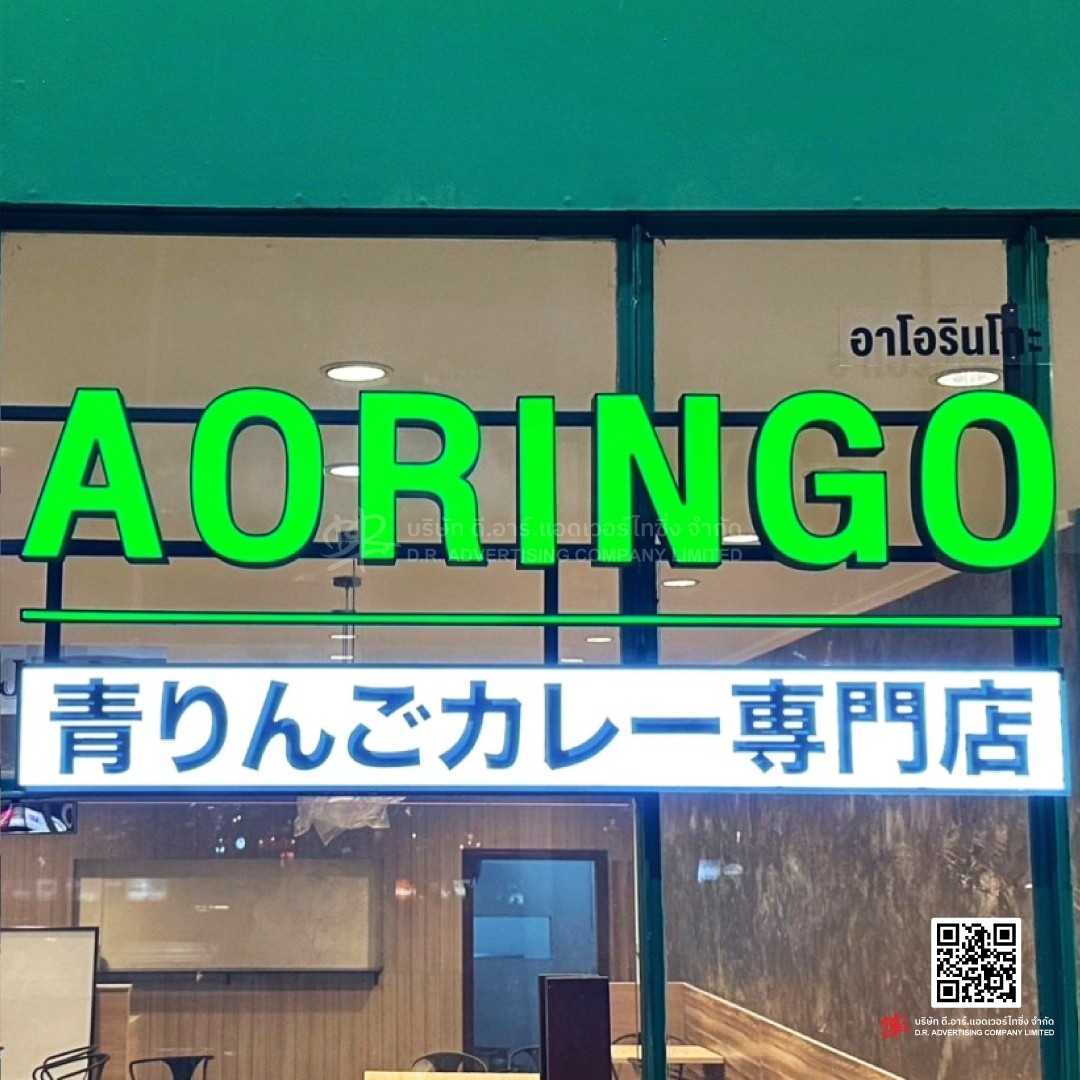 อาโอรินโกะ
AORINGO
บริษัท ดี.อาร์.แอดเวอร์ไทซิ่ง จำกัด
D.R. ADVERTISING COMPANY LIMITED
青りんごカレー専門店
บริษัท ดี.อาร์.แอดเวอร์ไทซิ่ง จำกัด
D.R. ADVERTISING COMPANY LIMITED